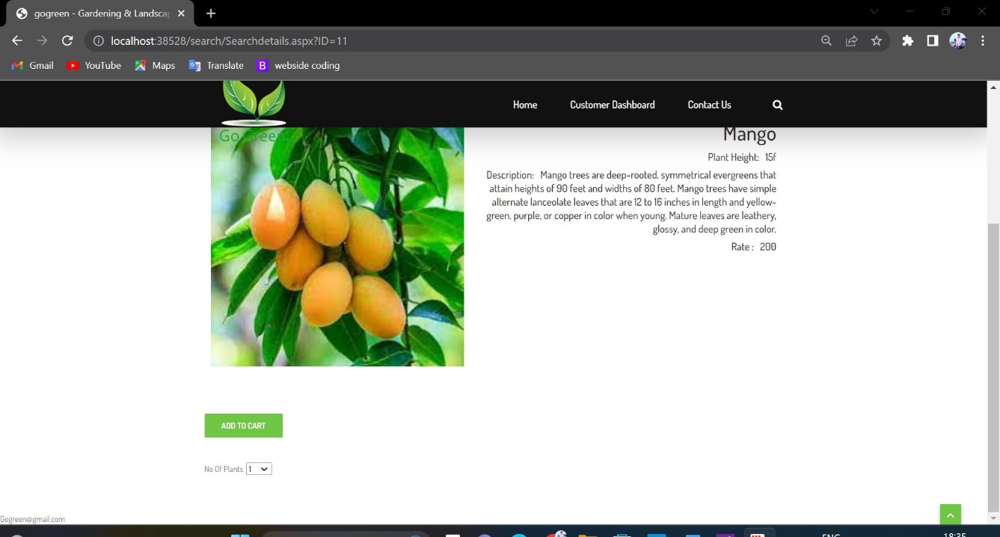 gogreen - Gardening & Landscap
localhost:38528/search/Searchdetails.aspx?ID=11
Gmail YouTube Maps Translate B webside coding
Home Customer Dashboard Contact Us
Go Green
Mango
Plant Height: 15f
Description: Mango trees are deep-rooted, symmetrical evergreens that
attain heights of 90 feet and widths of 80 feet. Mango trees have simple
alternate lanceolate leaves that are 12 to 16 inches in length and yellow-
green, purple, or copper in color when young. Mature leaves are leathery,
glossy, and deep green in color.
Rate : 200
ADD TO CART
No Of Plants 1
Gogreen@gmail.com
ENG 18:35